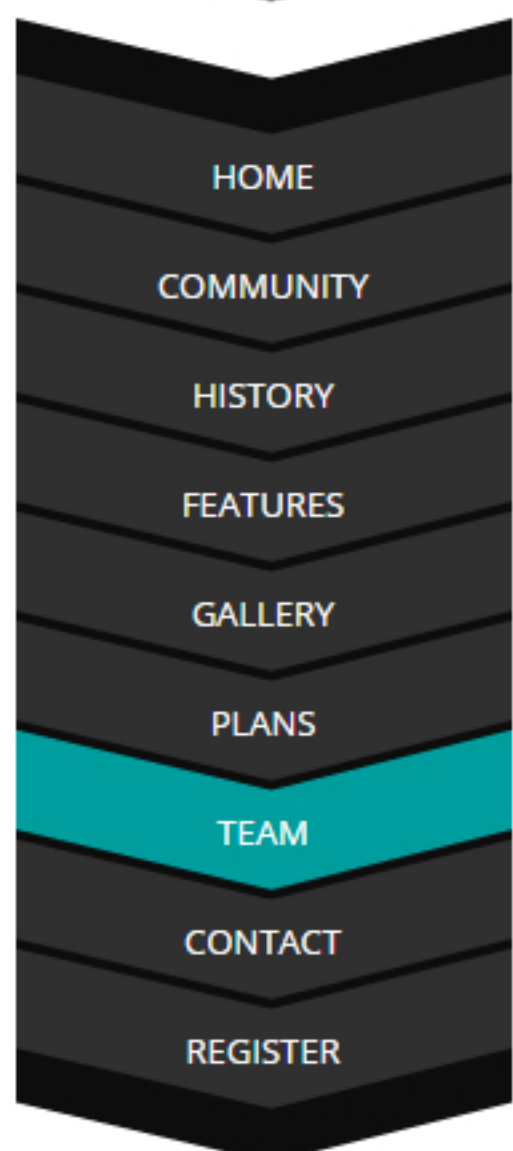 HOME
COMMUNITY
HISTORY
FEATURES
GALLERY
PLANS
TEAM
CONTACT
REGISTER